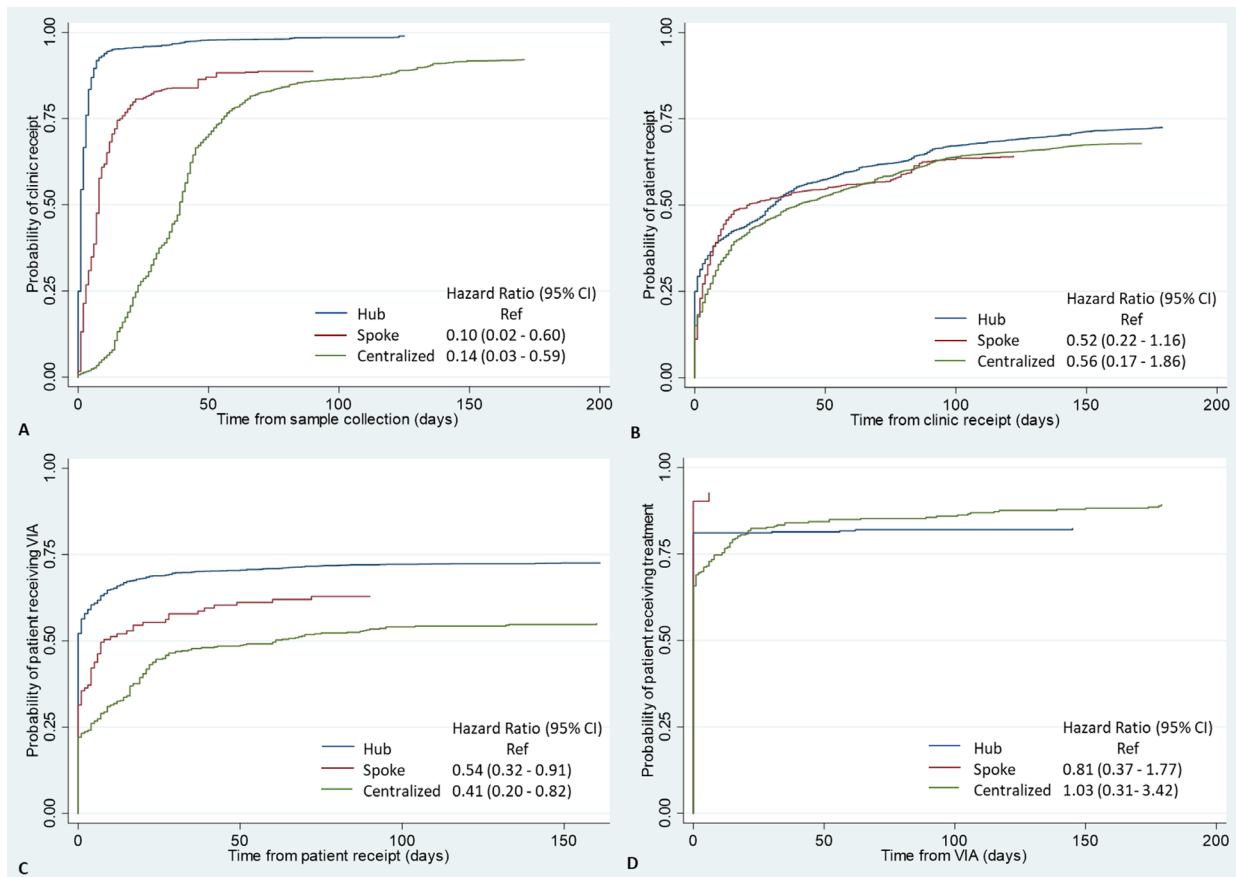 1.00
0.75
0.50
0.25
0.00
Probability of clinic receipt
Hazard Ratio (95% CI)
Hub Ref
Spoke 0.10 (0.02 - 0.60)
Centralized 0.14 (0.03 - 0.59)
0 50 100 150 200
Time from sample collection (days)
A
1.00
0.75
0.50
0.25
0.00
Probability of patient receipt
Hazard Ratio (95% CI)
Hub Ref
Spoke 0.52 (0.22 - 1.16)
Centralized 0.56 (0.17 - 1.86)
0 50 100 150 200
Time from clinic receipt (days)
B
1.00
0.75
0.50
0.25
0.00
Probability of patient receiving VIA
Hazard Ratio (95% CI)
Hub Ref
Spoke 0.54 (0.32 - 0.91)
Centralized 0.41 (0.20 - 0.82)
0 50 100 150
Time from patient receipt (days)
C
1.00
0.75
0.50
0.25
0.00
Probability of patient receiving treatment
Hazard Ratio (95% CI)
Hub Ref
Spoke 0.81 (0.37 - 1.77)
Centralized 1.03 (0.31- 3.42)
0 50 100 150 200
Time from VIA (days)
D